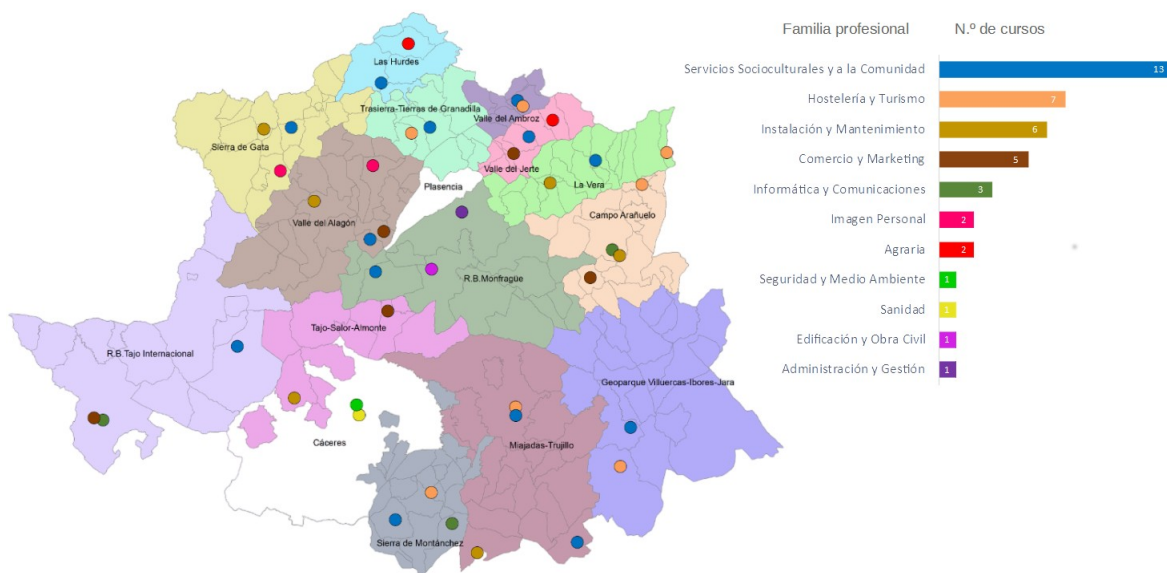 Familia profesional N.º de cursos
Servicios Socioculturales y a la Comunidad 13
Hostelería y Turismo 7
Instalación y Mantenimiento 6
Comercio y Marketing 5
Informática y Comunicaciones 3
Imagen Personal 2
Agraria 2
Seguridad y Medio Ambiente 1
Sanidad 1
Edificación y Obra Civil 1
Administración y Gestión 1
Las Hurdes
Trasierra-Tierras de Granadilla
Valle del Ambroz
Sierra de Gata
Valle del Jerte
La Vera
Plasencia
Valle del Alagón
Campo Arañuelo
R.B.Monfragüe
Tajo-Salor-Almonte
R.B.Tajo Internacional
Geoparque Villuercas-Ibores-Jara
Cáceres
Miajadas-Trujillo
Sierra de Montánchez